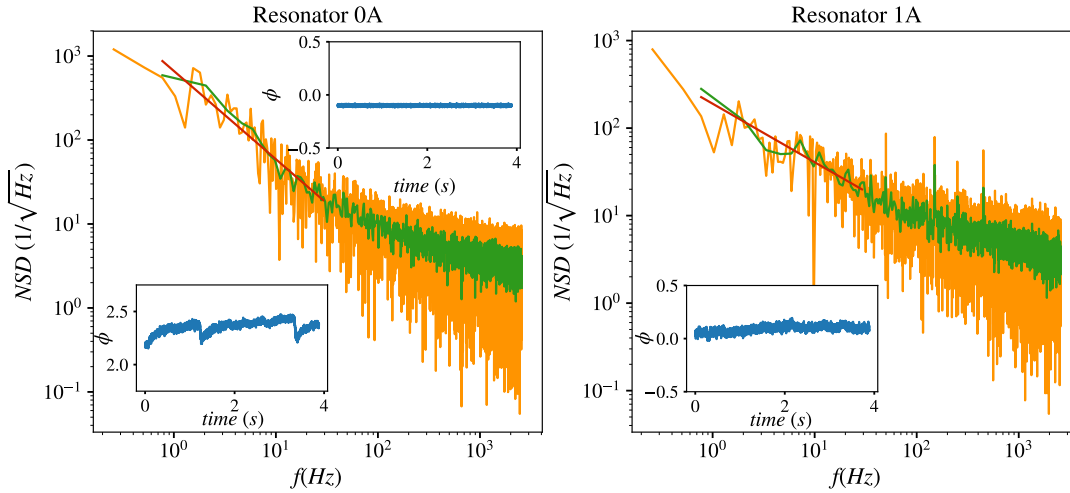 Resonator 0A
Resonator 1A
NSD (1/√Hz)
10³
10²
10¹
10⁰
10⁻¹
0.5
0.0
−0.5
ϕ
0
2
4
time (s)
2.5
2.0
ϕ
0
2
4
time (s)
10⁰
10¹
10²
10³
f(Hz)
NSD (1/√Hz)
10³
10²
10¹
10⁰
10⁻¹
0.5
0.0
−0.5
ϕ
0
2
4
time (s)
10⁰
10¹
10²
10³
f(Hz)